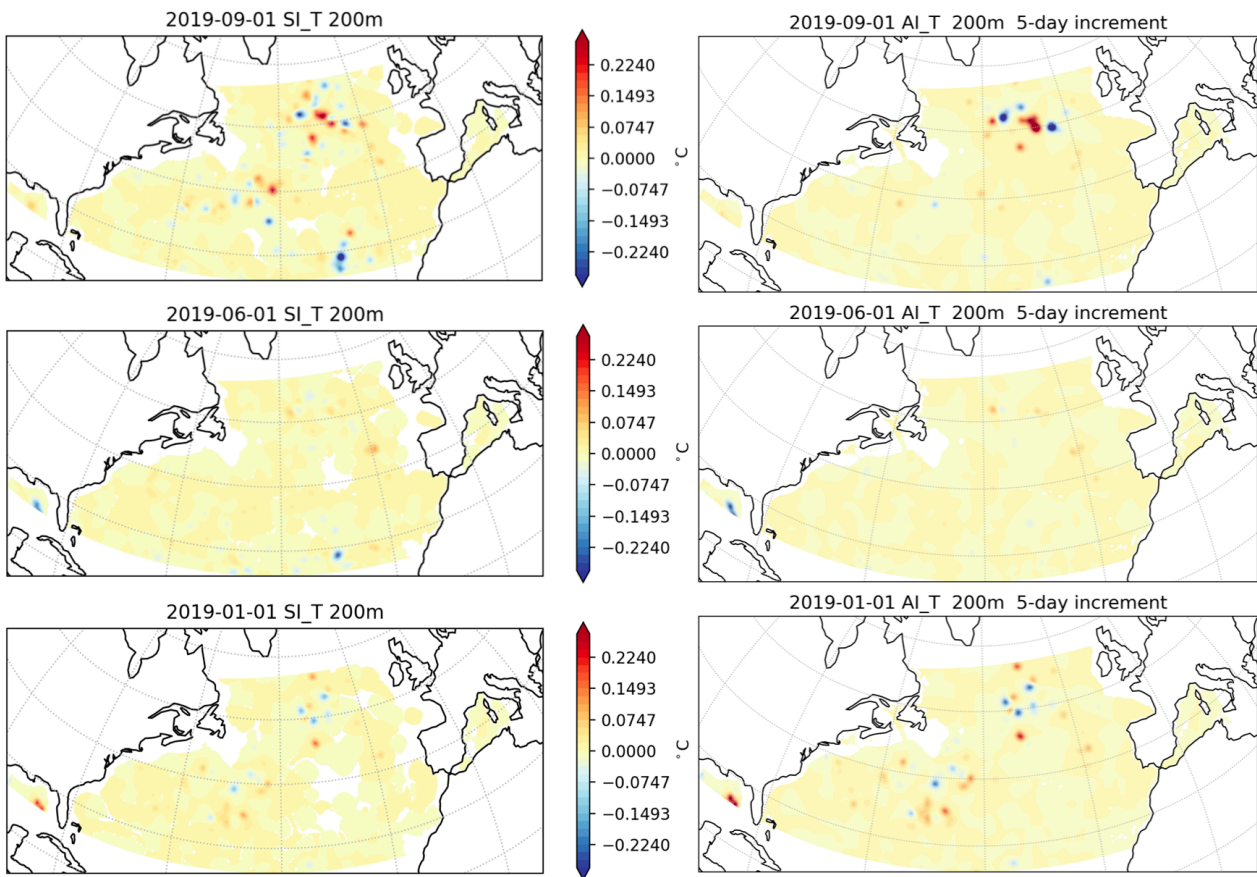 2019-09-01 SI_T 200m
0.2240
0.1493
0.0747
0.0000
−0.0747
−0.1493
−0.2240
°C
2019-09-01 AI_T 200m 5-day increment
2019-06-01 SI_T 200m
0.2240
0.1493
0.0747
0.0000
−0.0747
−0.1493
−0.2240
°C
2019-06-01 AI_T 200m 5-day increment
2019-01-01 SI_T 200m
0.2240
0.1493
0.0747
0.0000
−0.0747
−0.1493
−0.2240
°C
2019-01-01 AI_T 200m 5-day increment